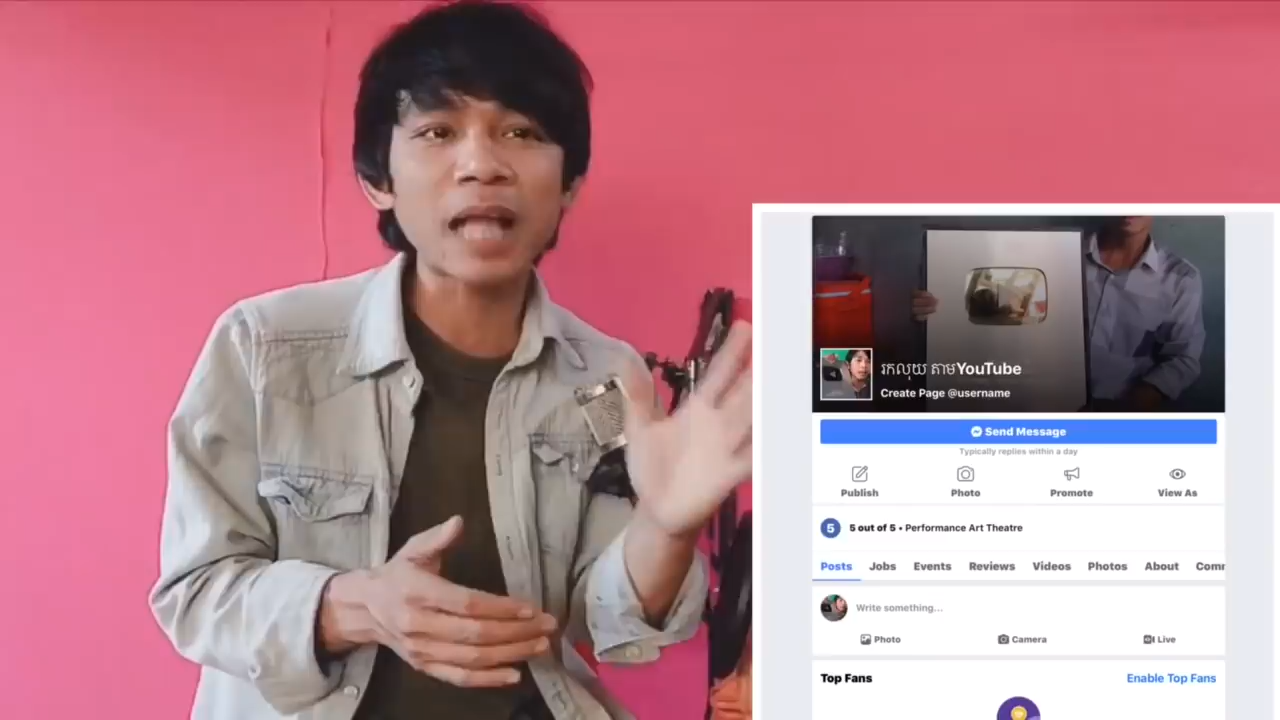 រកលុយ តាមYouTube
Create Page @username
Send Message
Typically replies within a day
Publish
Photo
Promote
View As
5
5 out of 5 • Performance Art Theatre
Posts Jobs Events Reviews Videos Photos About Comm
Write something...
Photo
Camera
Live
Top Fans
Enable Top Fans